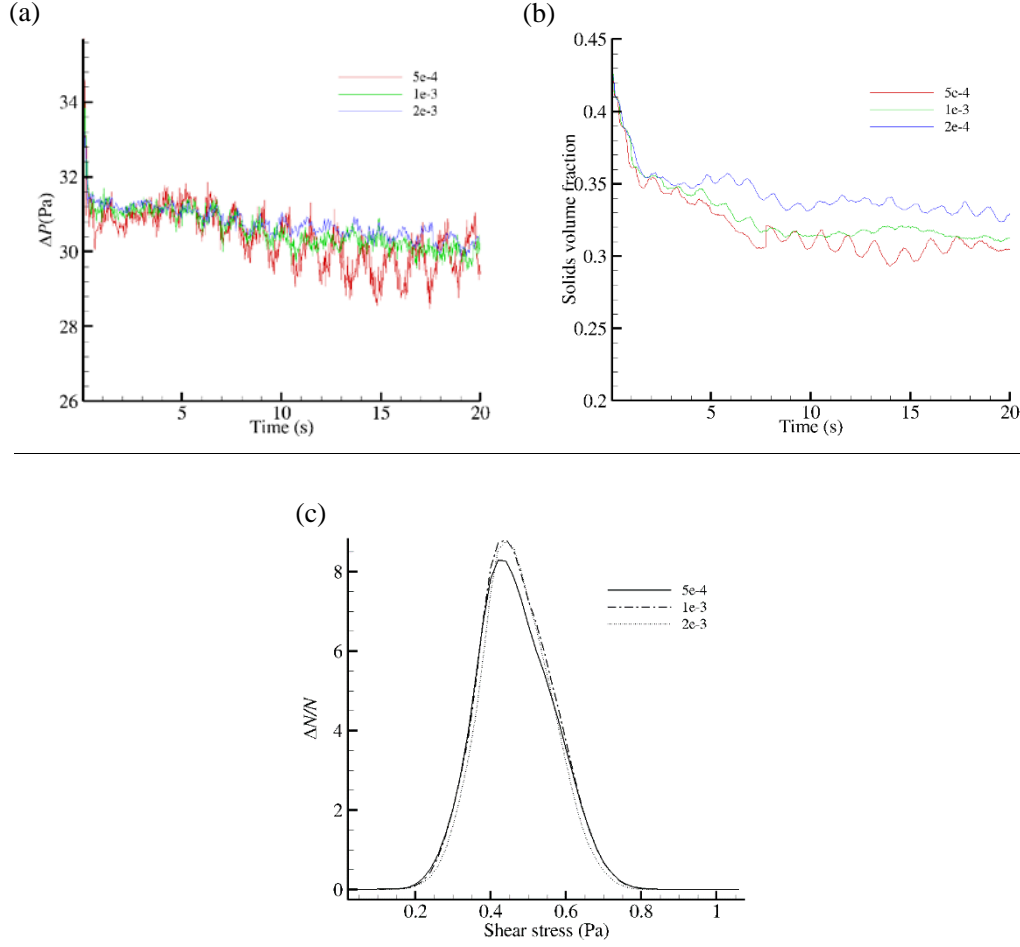 (a)
(b)
ΔP(Pa)
34
32
30
28
26
5
10
15
20
Time (s)
5e-4
1e-3
2e-3
Solids volume fraction
0.45
0.4
0.35
0.3
0.25
0.2
5
10
15
20
Time (s)
5e-4
1e-3
2e-4
(c)
ΔN/N
8
6
4
2
0
0.2
0.4
0.6
0.8
1
Shear stress (Pa)
5e-4
1e-3
2e-3